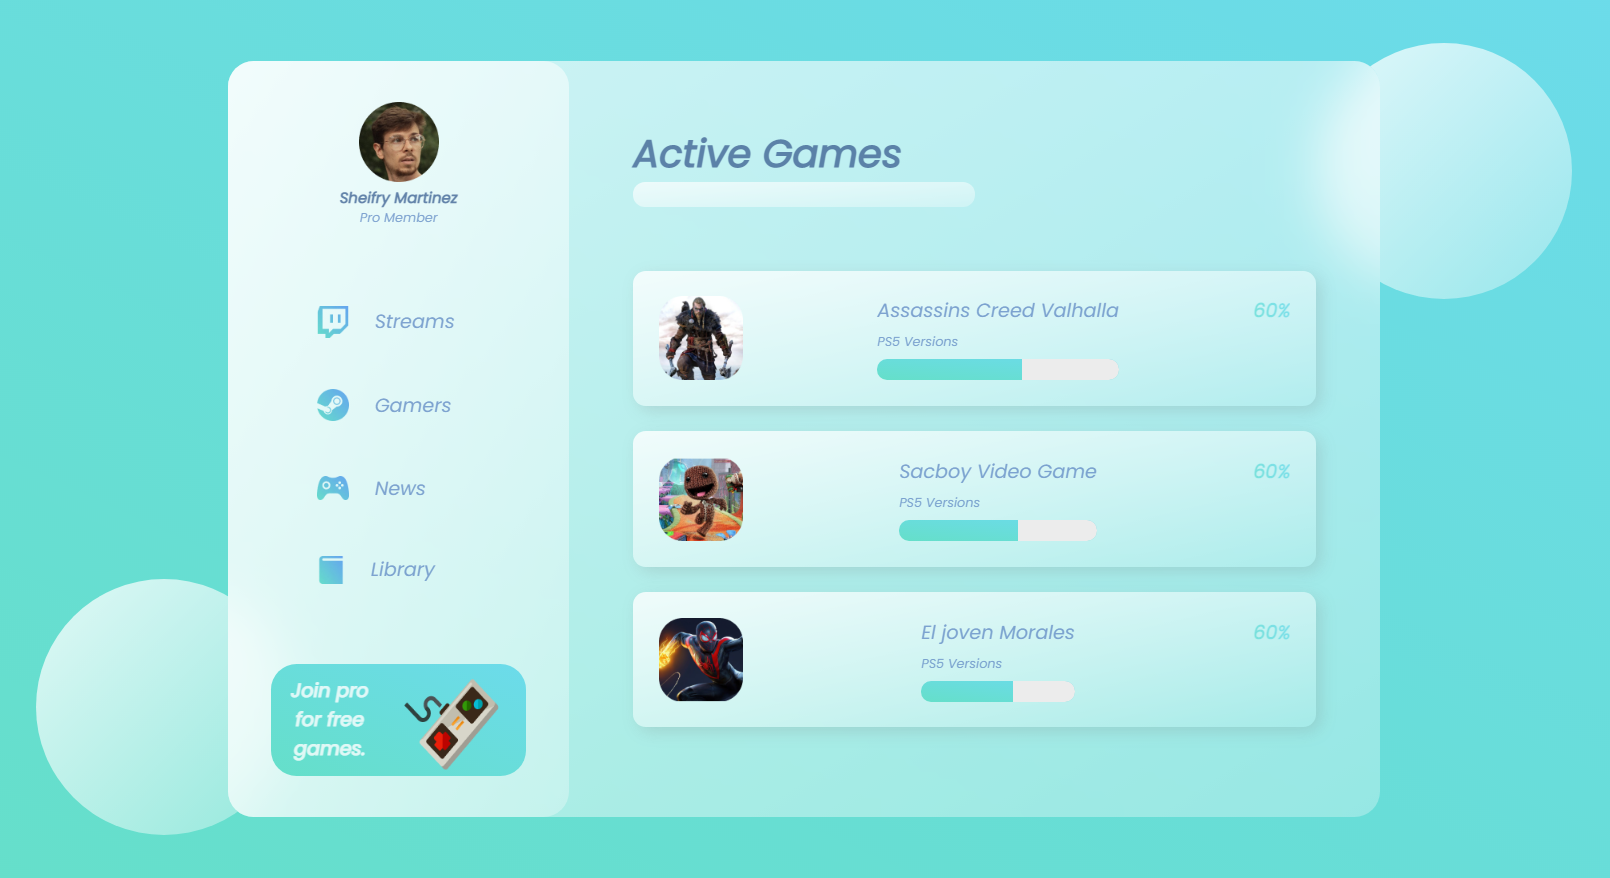 Sheifry Martinez
Pro Member
Streams
Gamers
News
Library
Join pro
for free
games.
Active Games
Assassins Creed Valhalla
60%
PS5 Versions
Sacboy Video Game
60%
PS5 Versions
El joven Morales
60%
PS5 Versions